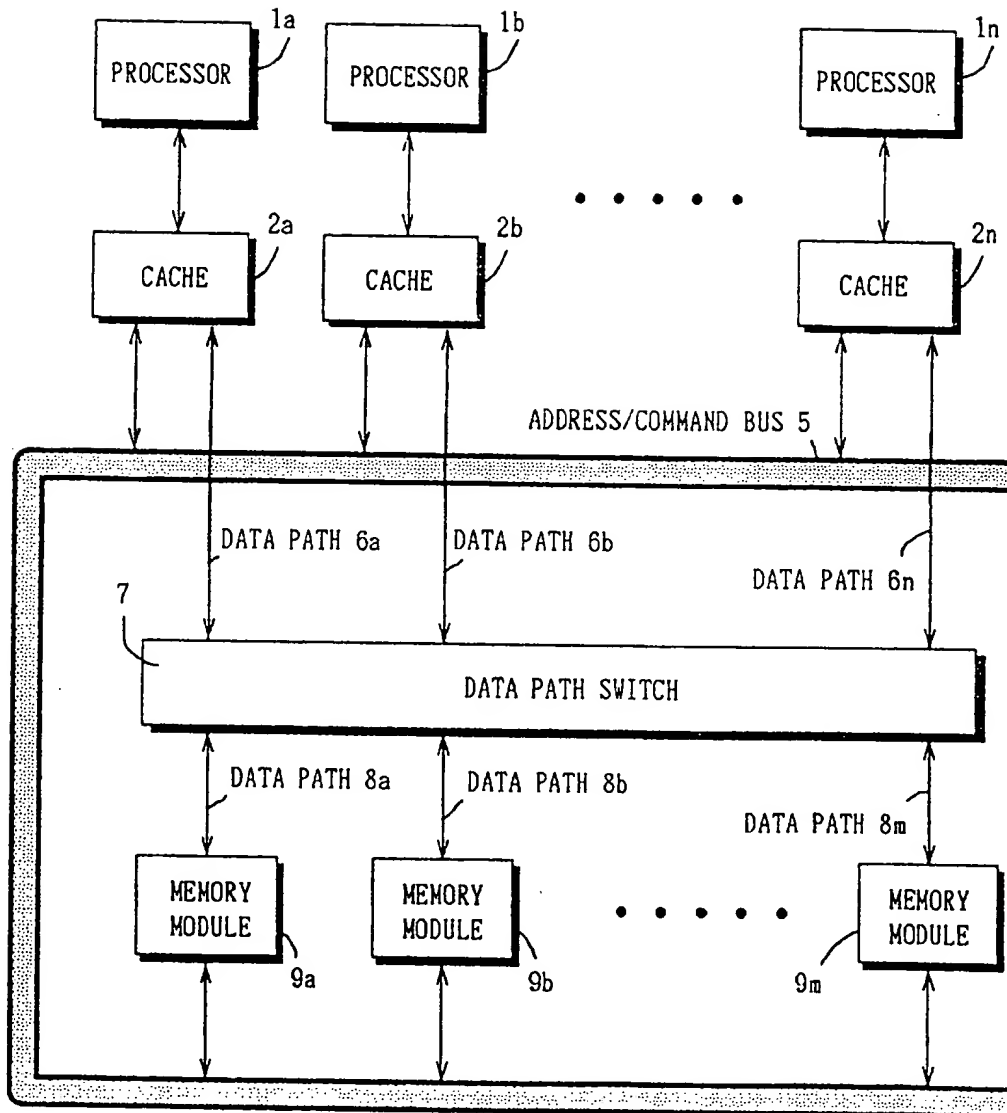 1a
1b
1n
PROCESSOR
PROCESSOR
PROCESSOR
2a
2b
2n
CACHE
CACHE
CACHE
ADDRESS/COMMAND BUS 5
DATA PATH 6a
DATA PATH 6b
DATA PATH 6n
7
DATA PATH SWITCH
DATA PATH 8a
DATA PATH 8b
DATA PATH 8m
MEMORY
MODULE
MEMORY
MODULE
MEMORY
MODULE
9a
9b
9m